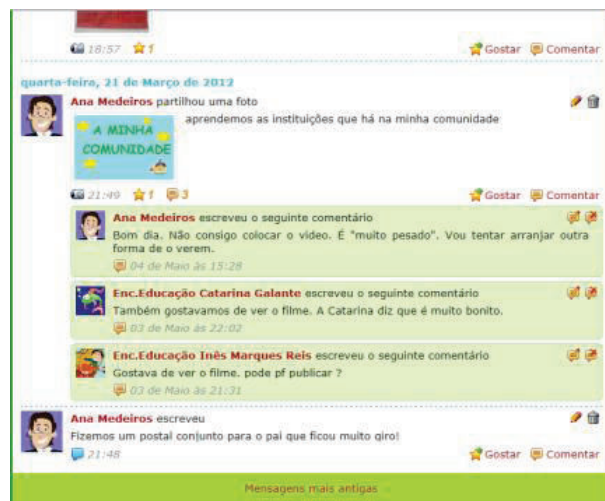 18:57 1 Gostar Comentar
quarta-feira, 21 de Março de 2012
Ana Medeiros partilhou uma foto
aprendemos as instituições que há na minha comunidade
A MINHA
COMUNIDADE
21:49 1 3 Gostar Comentar
Ana Medeiros escreveu o seguinte comentário
Bom dia. Não consigo colocar o video. É "muito pesado". Vou tentar arranjar outra
forma de o verem.
04 de Maio às 15:28
Enc.Educação Catarina Galante escreveu o seguinte comentário
Também gostavamos de ver o filme. A Catarina diz que é muito bonito.
03 de Maio às 22:02
Enc.Educação Inês Marques Reis escreveu o seguinte comentário
Gostava de ver o filme. pode pf publicar ?
03 de Maio às 21:31
Ana Medeiros escreveu
Fizemos um postal conjunto para o pai que ficou muito giro!
21:48 Gostar Comentar
Mensagens mais antigas